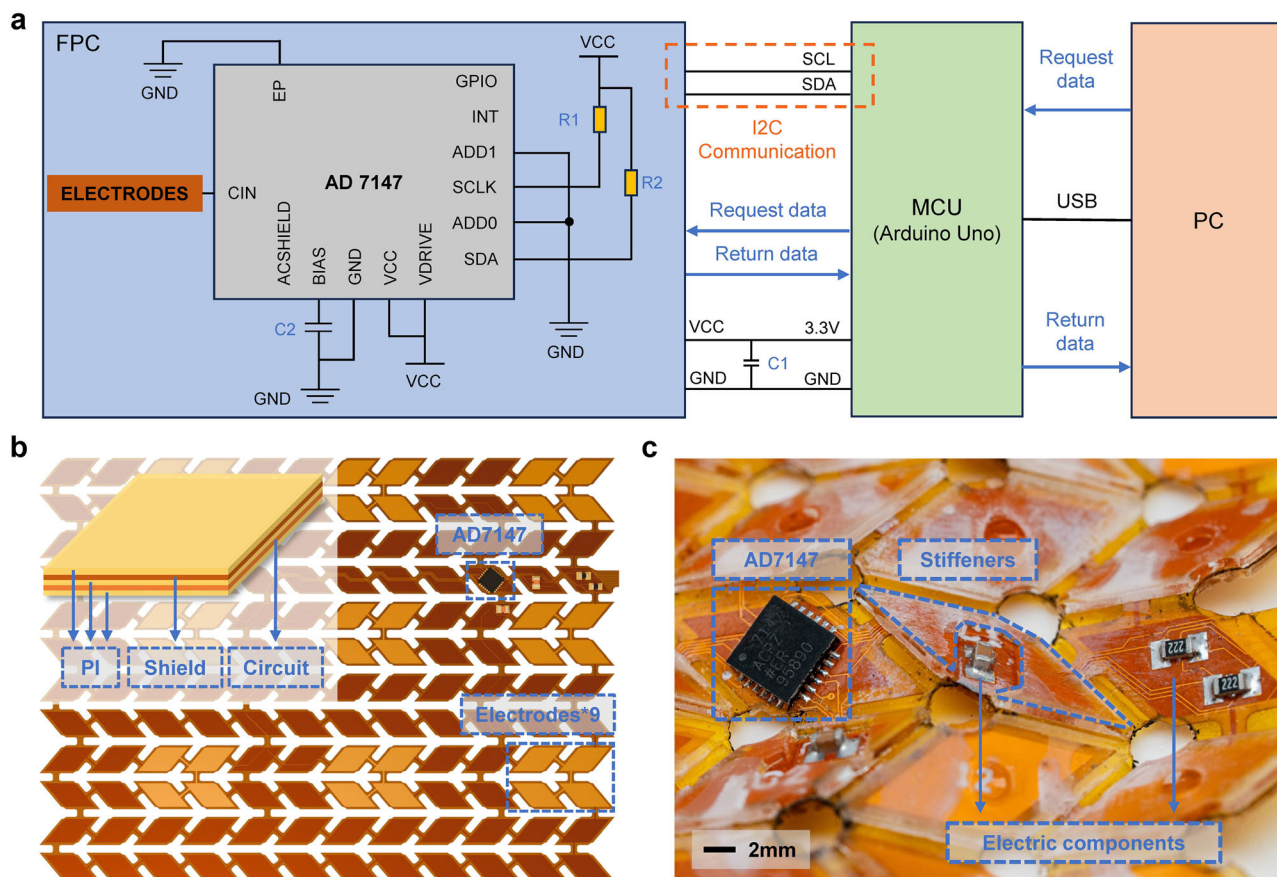 a
FPC
GND
EP
GPIO
INT
ADD1
SCLK
ADD0
SDA
AD 7147
ELECTRODES
CIN
ACSHIELD
BIAS
GND
VCC
VDRIVE
C2
GND
VCC
GND
VCC
R1
R2
SCL
SDA
I2C
Communication
Request data
Return data
VCC
3.3V
C1
GND
GND
MCU
(Arduino Uno)
Request
data
USB
Return
data
PC
b
AD7147
PI
Shield
Circuit
Electrodes*9
c
AD7147
Stiffeners
222
222
Electric components
2mm